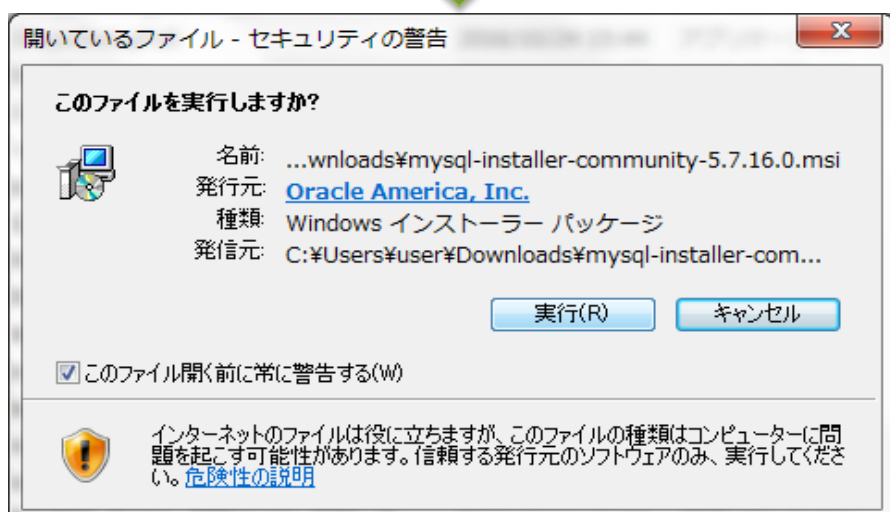 開いているファイル - セキュリティの警告
このファイルを実行しますか?
名前: ...wnloads¥mysql-installer-community-5.7.16.0.msi
発行元: Oracle America, Inc.
種類: Windows インストーラー パッケージ
発信元: C:¥Users¥user¥Downloads¥mysql-installer-com...
実行(R) キャンセル
このファイル開く前に常に警告する(W)
インターネットのファイルは役に立ちますが、このファイルの種類はコンピューターに問
題を起こす可能性があります。信頼する発行元のソフトウェアのみ、実行してくださ
い。危険性の説明